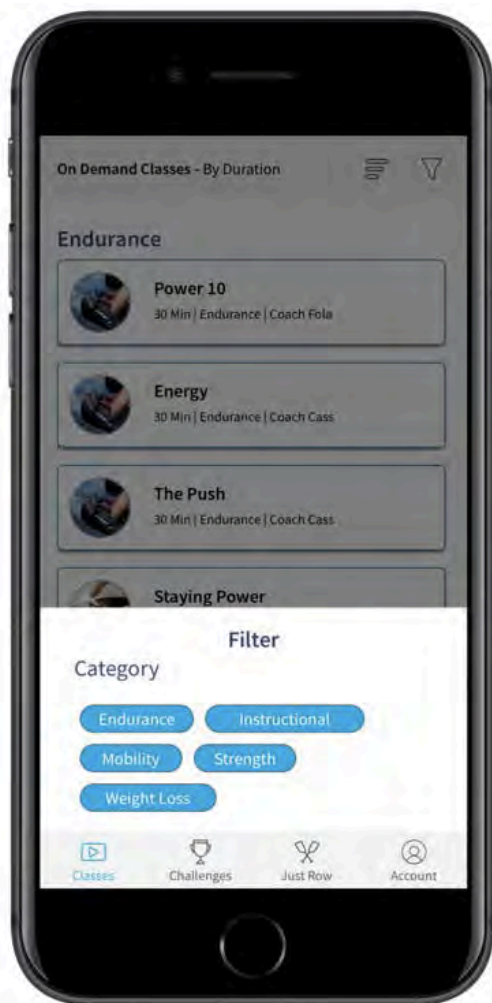 On Demand Classes - By Duration
Endurance
Power 10
30 Min | Endurance | Coach Fola
Energy
30 Min | Endurance | Coach Cass
The Push
30 Min | Endurance | Coach Cass
Staying Power
Filter
Category
Endurance Instructional
Mobility Strength
Weight Loss
Classes Challenges Just Row Account